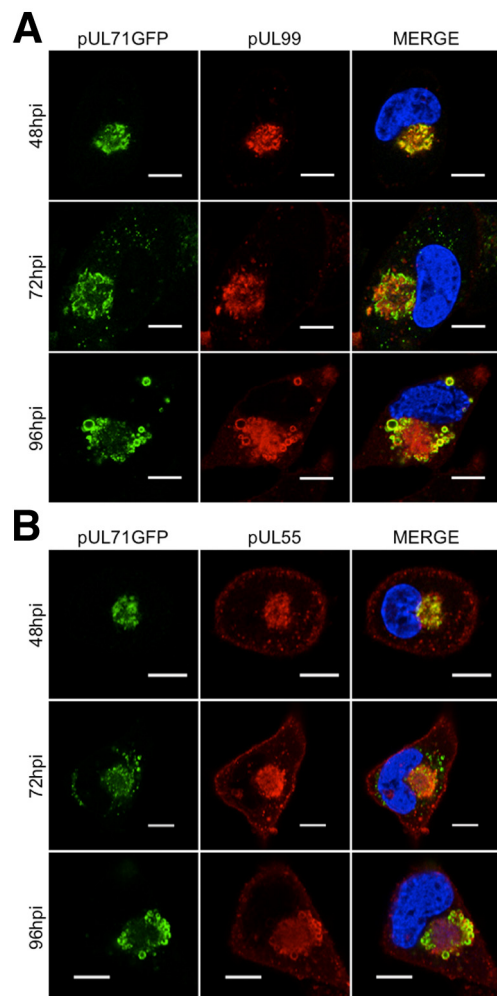 A
pUL71GFP pUL99 MERGE
48hpi
72hpi
96hpi
B
pUL71GFP pUL55 MERGE
48hpi
72hpi
96hpi